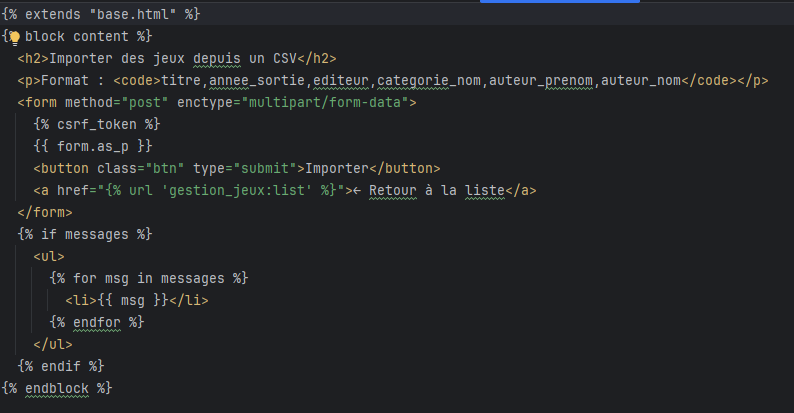 {% extends "base.html" %}
{% block content %}
<h2>Importer des jeux depuis un CSV</h2>
<p>Format : <code>titre,annee_sortie,editeur,categorie_nom,auteur_prenom,auteur_nom</code></p>
<form method="post" enctype="multipart/form-data">
{% csrf_token %}
{{ form.as_p }}
<button class="btn" type="submit">Importer</button>
<a href="{% url 'gestion_jeux:list' %}">← Retour à la liste</a>
</form>
{% if messages %}
<ul>
{% for msg in messages %}
<li>{{ msg }}</li>
{% endfor %}
</ul>
{% endif %}
{% endblock %}